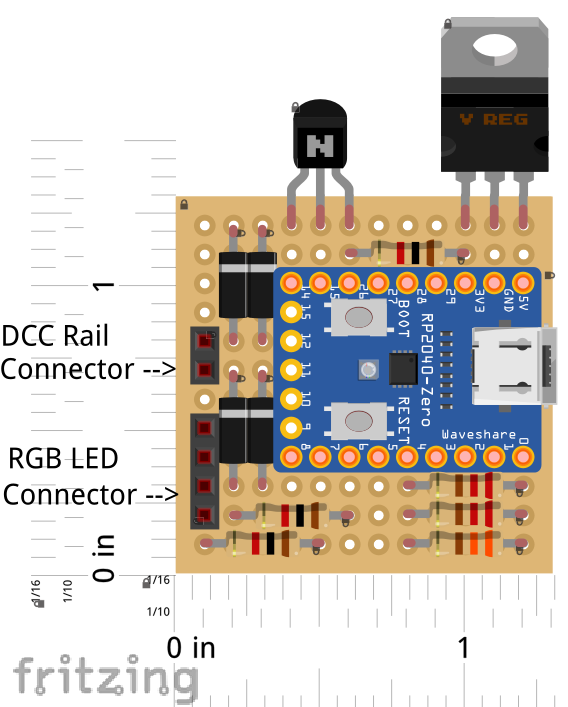 V REG
N
1
DCC Rail
Connector -->
RGB LED
Connector -->
0 in
14 15 26 27 28 29 3V3 GND 5V
15
12
11
10
9
8 7 6 5 4 3 2 1 0
BOOT
RESET
RP2040-Zero
Waveshare
1/16
1/10
1/16
1/10
0 in
1
fritzing